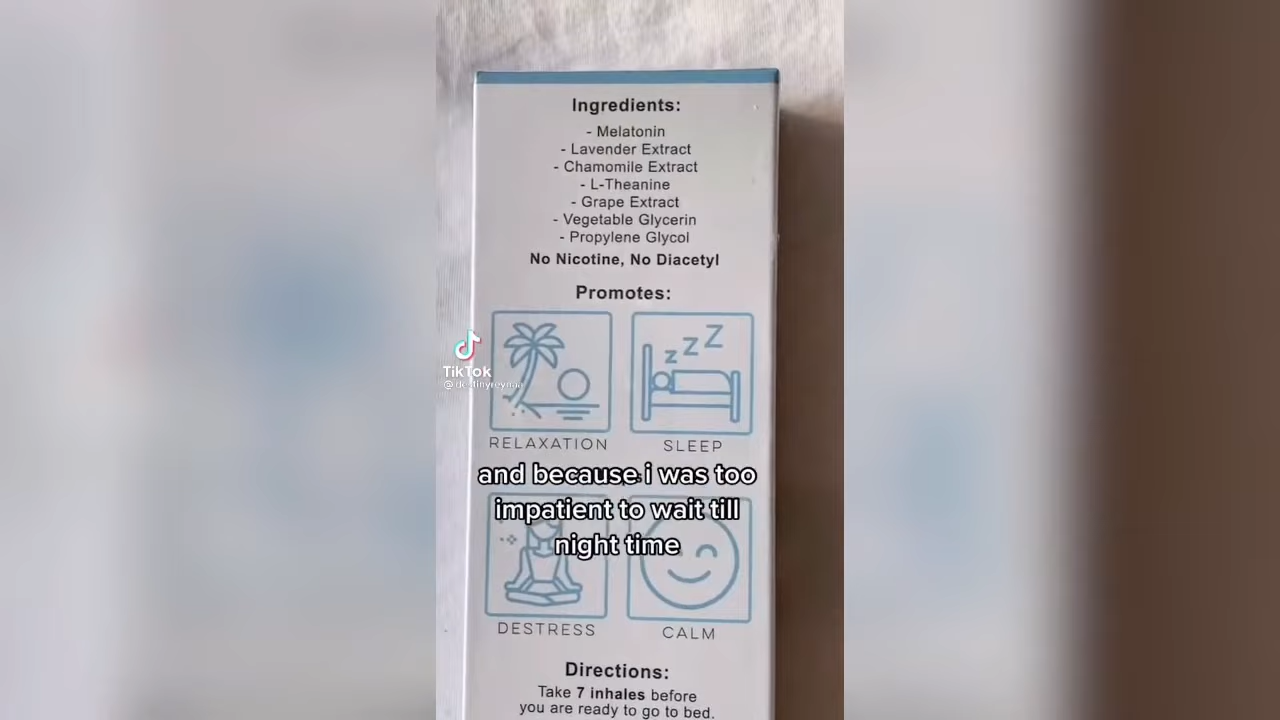 Ingredients:
- Melatonin
- Lavender Extract
- Chamomile Extract
- L-Theanine
- Grape Extract
- Vegetable Glycerin
- Propylene Glycol
No Nicotine, No Diacetyl
Promotes:
z z Z
TikTok
@destinyreynaa
RELAXATION
SLEEP
and because i was too
impatient to wait till
night time
DESTRESS
CALM
Directions:
Take 7 inhales before
you are ready to go to bed.